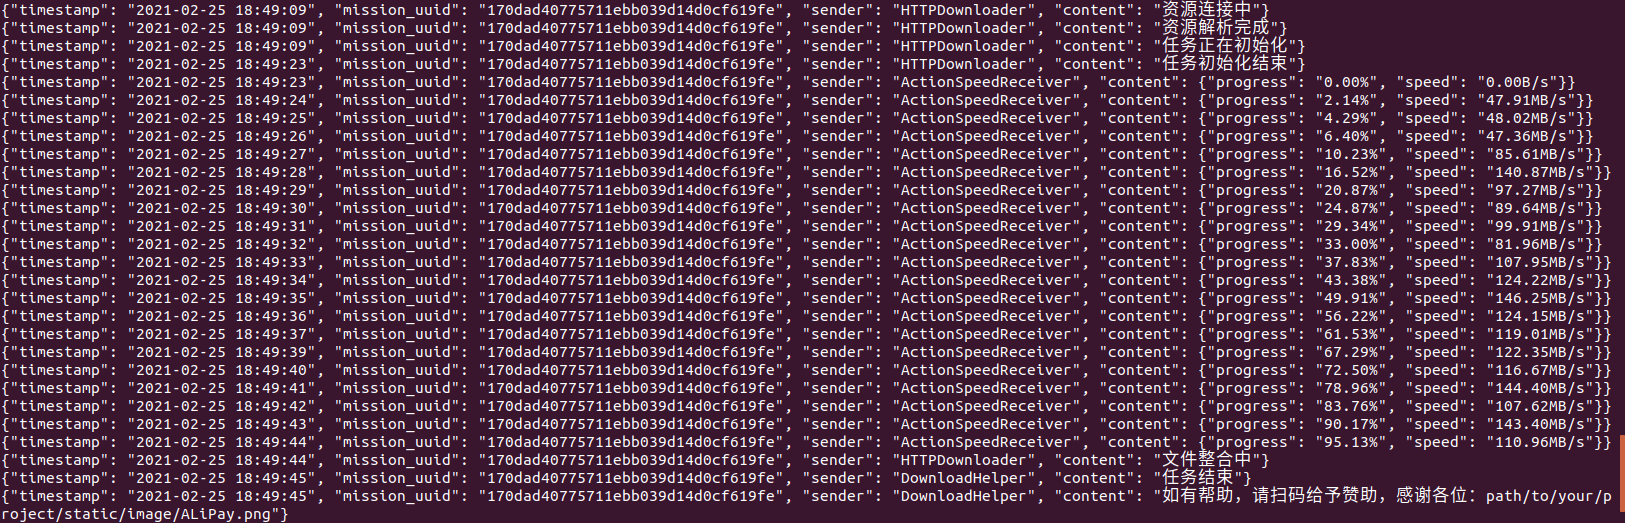 {"timestamp": "2021-02-25 18:49:09", "mission_uuid": "170dad40775711ebb039d14d0cf619fe", "sender": "HTTPDownloader", "content": "资源连接中"}
{"timestamp": "2021-02-25 18:49:09", "mission_uuid": "170dad40775711ebb039d14d0cf619fe", "sender": "HTTPDownloader", "content": "资源解析完成"}
{"timestamp": "2021-02-25 18:49:09", "mission_uuid": "170dad40775711ebb039d14d0cf619fe", "sender": "HTTPDownloader", "content": "任务正在初始化"}
{"timestamp": "2021-02-25 18:49:23", "mission_uuid": "170dad40775711ebb039d14d0cf619fe", "sender": "HTTPDownloader", "content": "任务初始化结束"}
{"timestamp": "2021-02-25 18:49:23", "mission_uuid": "170dad40775711ebb039d14d0cf619fe", "sender": "ActionSpeedReceiver", "content": {"progress": "0.00%", "speed": "0.00B/s"}}
{"timestamp": "2021-02-25 18:49:24", "mission_uuid": "170dad40775711ebb039d14d0cf619fe", "sender": "ActionSpeedReceiver", "content": {"progress": "2.14%", "speed": "47.91MB/s"}}
{"timestamp": "2021-02-25 18:49:25", "mission_uuid": "170dad40775711ebb039d14d0cf619fe", "sender": "ActionSpeedReceiver", "content": {"progress": "4.29%", "speed": "48.02MB/s"}}
{"timestamp": "2021-02-25 18:49:26", "mission_uuid": "170dad40775711ebb039d14d0cf619fe", "sender": "ActionSpeedReceiver", "content": {"progress": "6.40%", "speed": "47.36MB/s"}}
{"timestamp": "2021-02-25 18:49:27", "mission_uuid": "170dad40775711ebb039d14d0cf619fe", "sender": "ActionSpeedReceiver", "content": {"progress": "10.23%", "speed": "85.61MB/s"}}
{"timestamp": "2021-02-25 18:49:28", "mission_uuid": "170dad40775711ebb039d14d0cf619fe", "sender": "ActionSpeedReceiver", "content": {"progress": "16.52%", "speed": "140.87MB/s"}}
{"timestamp": "2021-02-25 18:49:29", "mission_uuid": "170dad40775711ebb039d14d0cf619fe", "sender": "ActionSpeedReceiver", "content": {"progress": "20.87%", "speed": "97.27MB/s"}}
{"timestamp": "2021-02-25 18:49:30", "mission_uuid": "170dad40775711ebb039d14d0cf619fe", "sender": "ActionSpeedReceiver", "content": {"progress": "24.87%", "speed": "89.64MB/s"}}
{"timestamp": "2021-02-25 18:49:31", "mission_uuid": "170dad40775711ebb039d14d0cf619fe", "sender": "ActionSpeedReceiver", "content": {"progress": "29.34%", "speed": "99.91MB/s"}}
{"timestamp": "2021-02-25 18:49:32", "mission_uuid": "170dad40775711ebb039d14d0cf619fe", "sender": "ActionSpeedReceiver", "content": {"progress": "33.00%", "speed": "81.96MB/s"}}
{"timestamp": "2021-02-25 18:49:33", "mission_uuid": "170dad40775711ebb039d14d0cf619fe", "sender": "ActionSpeedReceiver", "content": {"progress": "37.83%", "speed": "107.95MB/s"}}
{"timestamp": "2021-02-25 18:49:34", "mission_uuid": "170dad40775711ebb039d14d0cf619fe", "sender": "ActionSpeedReceiver", "content": {"progress": "43.38%", "speed": "124.22MB/s"}}
{"timestamp": "2021-02-25 18:49:35", "mission_uuid": "170dad40775711ebb039d14d0cf619fe", "sender": "ActionSpeedReceiver", "content": {"progress": "49.91%", "speed": "146.25MB/s"}}
{"timestamp": "2021-02-25 18:49:36", "mission_uuid": "170dad40775711ebb039d14d0cf619fe", "sender": "ActionSpeedReceiver", "content": {"progress": "56.22%", "speed": "124.15MB/s"}}
{"timestamp": "2021-02-25 18:49:37", "mission_uuid": "170dad40775711ebb039d14d0cf619fe", "sender": "ActionSpeedReceiver", "content": {"progress": "61.53%", "speed": "119.01MB/s"}}
{"timestamp": "2021-02-25 18:49:39", "mission_uuid": "170dad40775711ebb039d14d0cf619fe", "sender": "ActionSpeedReceiver", "content": {"progress": "67.29%", "speed": "122.35MB/s"}}
{"timestamp": "2021-02-25 18:49:40", "mission_uuid": "170dad40775711ebb039d14d0cf619fe", "sender": "ActionSpeedReceiver", "content": {"progress": "72.50%", "speed": "116.67MB/s"}}
{"timestamp": "2021-02-25 18:49:41", "mission_uuid": "170dad40775711ebb039d14d0cf619fe", "sender": "ActionSpeedReceiver", "content": {"progress": "78.96%", "speed": "144.40MB/s"}}
{"timestamp": "2021-02-25 18:49:42", "mission_uuid": "170dad40775711ebb039d14d0cf619fe", "sender": "ActionSpeedReceiver", "content": {"progress": "83.76%", "speed": "107.62MB/s"}}
{"timestamp": "2021-02-25 18:49:43", "mission_uuid": "170dad40775711ebb039d14d0cf619fe", "sender": "ActionSpeedReceiver", "content": {"progress": "90.17%", "speed": "143.40MB/s"}}
{"timestamp": "2021-02-25 18:49:44", "mission_uuid": "170dad40775711ebb039d14d0cf619fe", "sender": "ActionSpeedReceiver", "content": {"progress": "95.13%", "speed": "110.96MB/s"}}
{"timestamp": "2021-02-25 18:49:44", "mission_uuid": "170dad40775711ebb039d14d0cf619fe", "sender": "HTTPDownloader", "content": "文件整合中"}
{"timestamp": "2021-02-25 18:49:45", "mission_uuid": "170dad40775711ebb039d14d0cf619fe", "sender": "DownloadHelper", "content": "任务结束"}
{"timestamp": "2021-02-25 18:49:45", "mission_uuid": "170dad40775711ebb039d14d0cf619fe", "sender": "DownloadHelper", "content": "如有帮助，请扫码给予赞助，感谢各位：path/to/your/p
roject/static/image/ALiPay.png"}